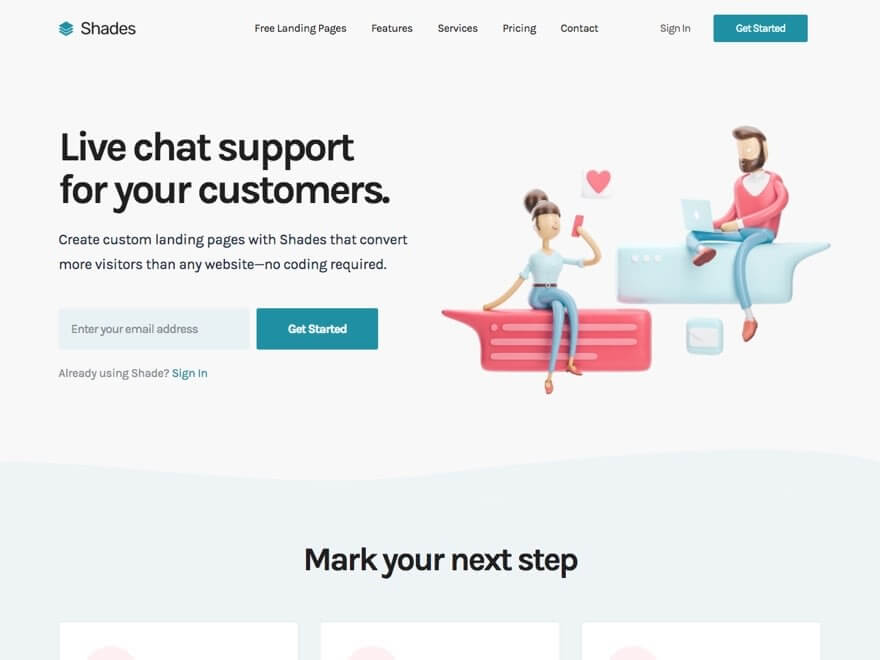 Shades
Free Landing Pages
Features
Services
Pricing
Contact
Sign In
Get Started
Live chat support
for your customers.
Create custom landing pages with Shades that convert
more visitors than any website—no coding required.
Enter your email address
Get Started
Already using Shade? Sign In
Mark your next step